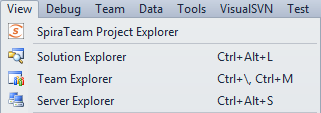 View Debug Team Data Tools VisualSVN Test
SpiraTeam Project Explorer
Solution Explorer Ctrl+Alt+L
Team Explorer Ctrl+\, Ctrl+M
Server Explorer Ctrl+Alt+S